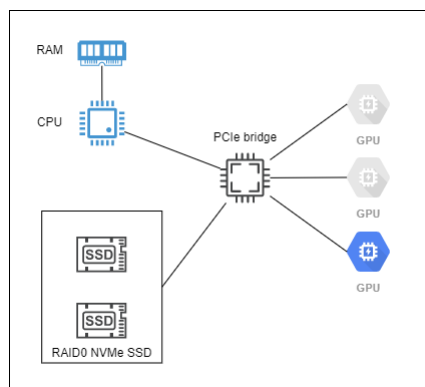 RAM
CPU
PCIe bridge
GPU
GPU
GPU
SSD
SSD
RAID0 NVMe SSD